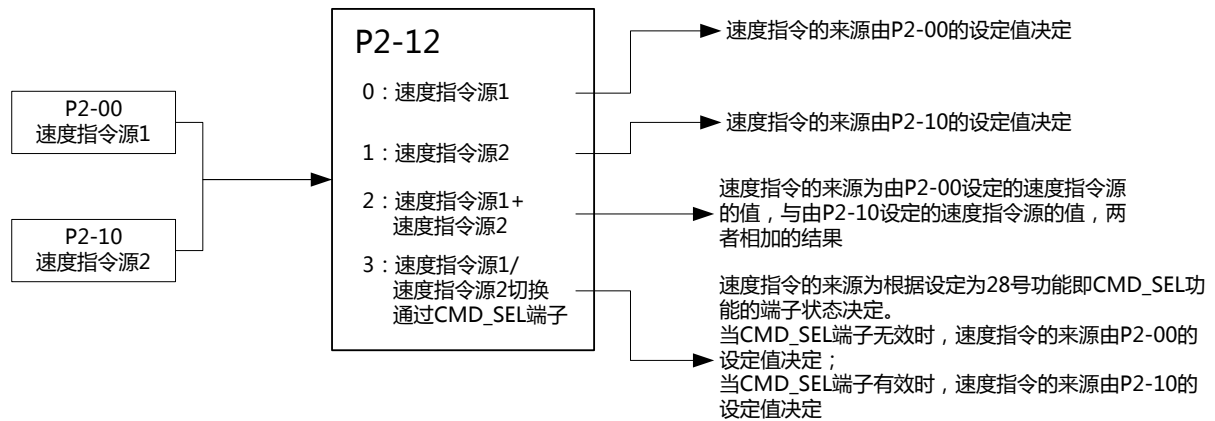 P2-00
速度指令源1
P2-10
速度指令源2
P2-12
0：速度指令源1
1：速度指令源2
2：速度指令源1+
速度指令源2
3：速度指令源1/
速度指令源2切换
通过CMD_SEL端子
速度指令的来源由P2-00的设定值决定
速度指令的来源由P2-10的设定值决定
速度指令的来源为由P2-00设定的速度指令源
的值，与由P2-10设定的速度指令源的值，两
者相加的结果
速度指令的来源为根据设定为28号功能即CMD_SEL功
能的端子状态决定。
当CMD_SEL端子无效时，速度指令的来源由P2-00的
设定值决定；
当CMD_SEL端子有效时，速度指令的来源由P2-10的
设定值决定